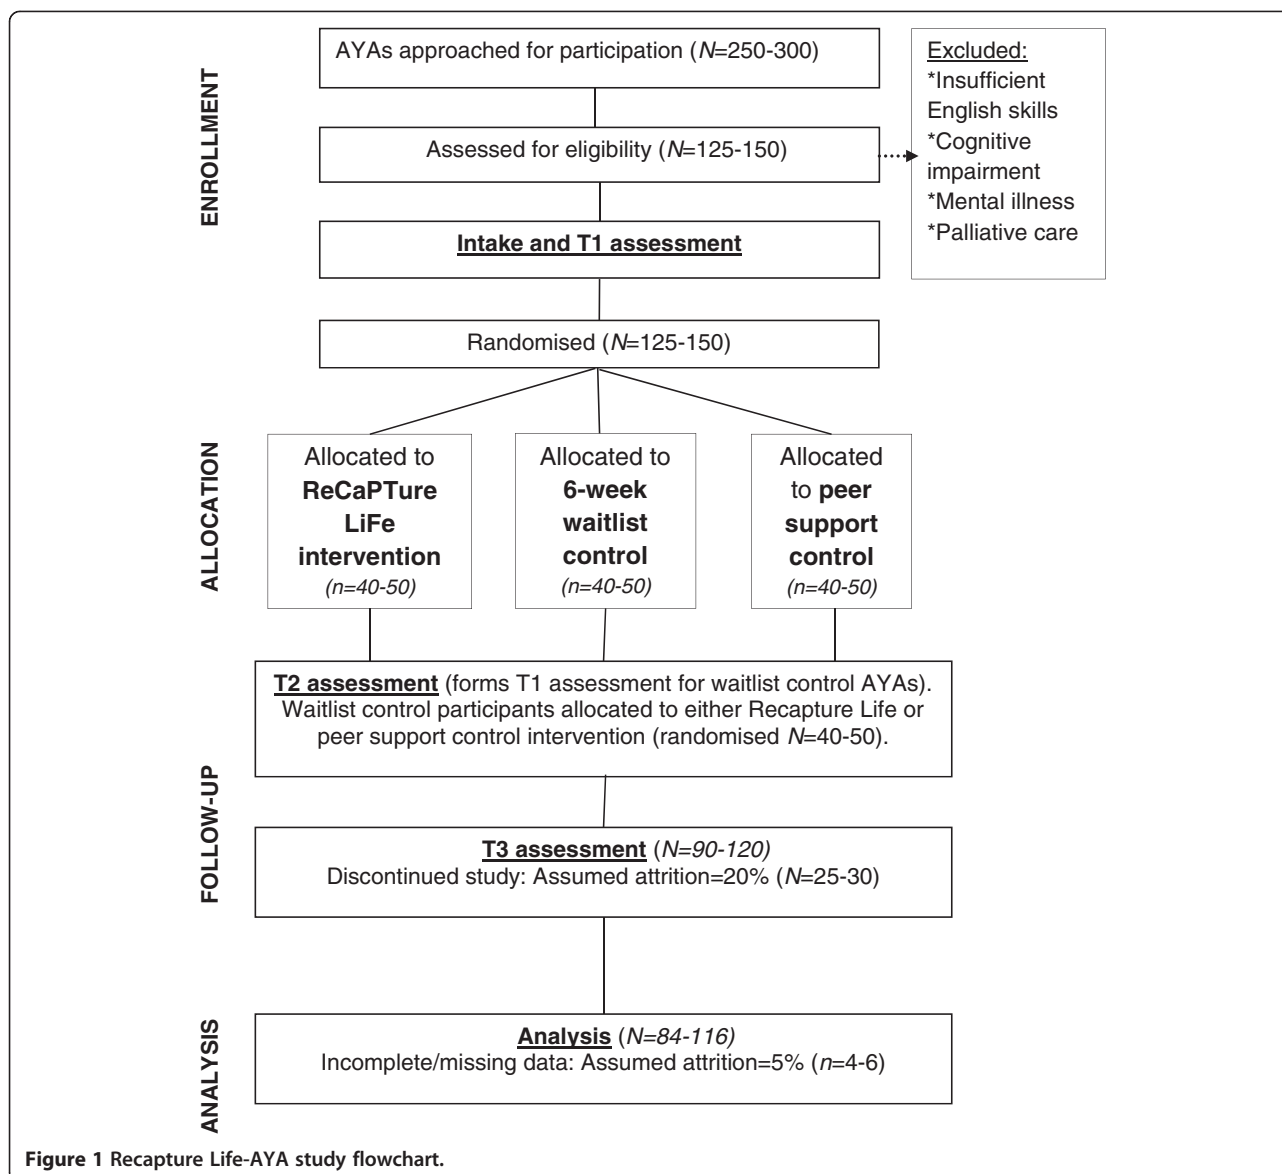 ENROLLMENT
AYAs approached for participation (N=250-300)
Assessed for eligibility (N=125-150)
Excluded:
*Insufficient
English skills
*Cognitive
impairment
*Mental illness
*Palliative care
Intake and T1 assessment
Randomised (N=125-150)
ALLOCATION
Allocated to
ReCaPTure
LiFe
intervention
(n=40-50)
Allocated to
6-week
waitlist
control
(n=40-50)
Allocated
to peer
support
control
(n=40-50)
FOLLOW-UP
T2 assessment (forms T1 assessment for waitlist control AYAs).
Waitlist control participants allocated to either Recapture Life or
peer support control intervention (randomised N=40-50).
T3 assessment (N=90-120)
Discontinued study: Assumed attrition=20% (N=25-30)
ANALYSIS
Analysis (N=84-116)
Incomplete/missing data: Assumed attrition=5% (n=4-6)
Figure 1 Recapture Life-AYA study flowchart.